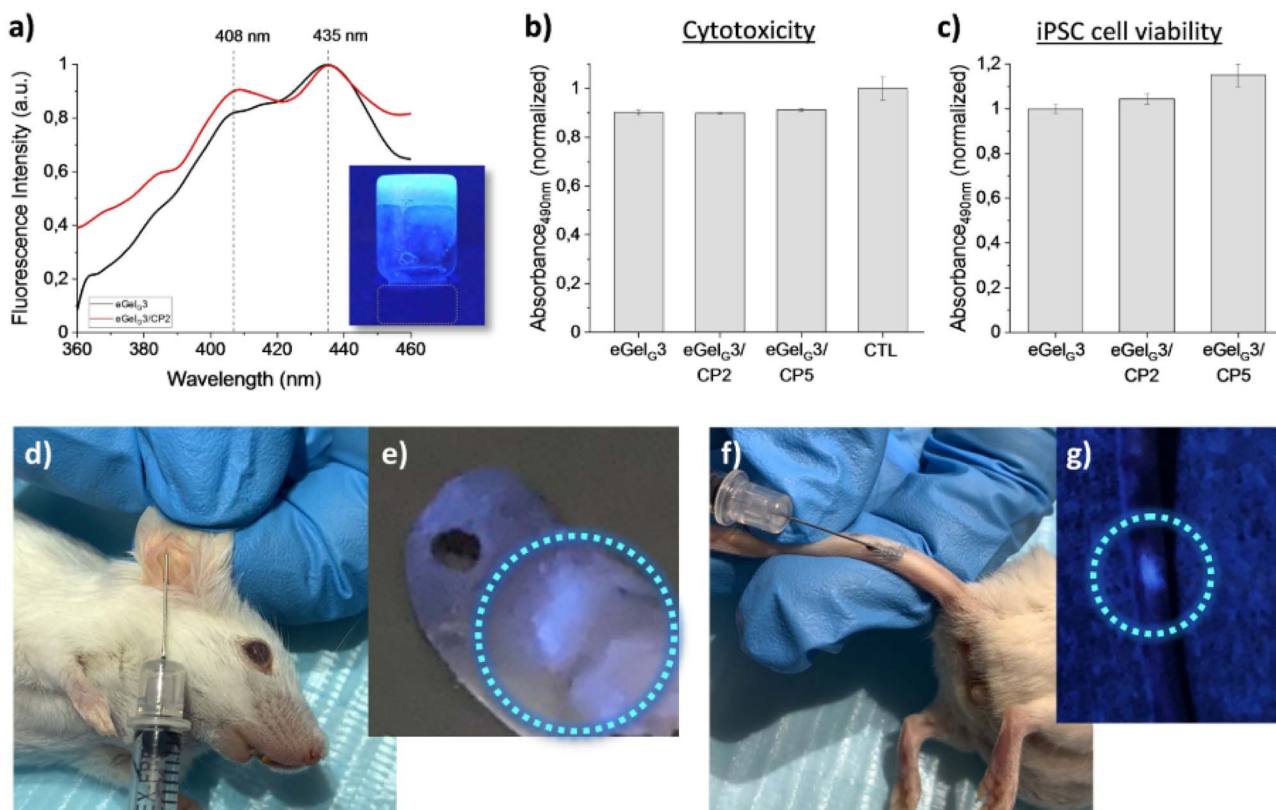 a)
408 nm
435 nm
Fluorescence Intensity (a.u.)
1
0,8
0,6
0,4
0,2
0
eGelG3
eGelG3/CP2
360
380
400
420
440
460
Wavelength (nm)
b)
Cytotoxicity
Absorbance490nm (normalized)
1
0,8
0,6
0,4
0,2
0
eGelG3
eGelG3/
CP2
eGelG3/
CP5
CTL
c)
iPSC cell viability
Absorbance490nm (normalized)
1,2
1
0,8
0,6
0,4
0,2
0
eGelG3
eGelG3/
CP2
eGelG3/
CP5
d)
e)
f)
g)